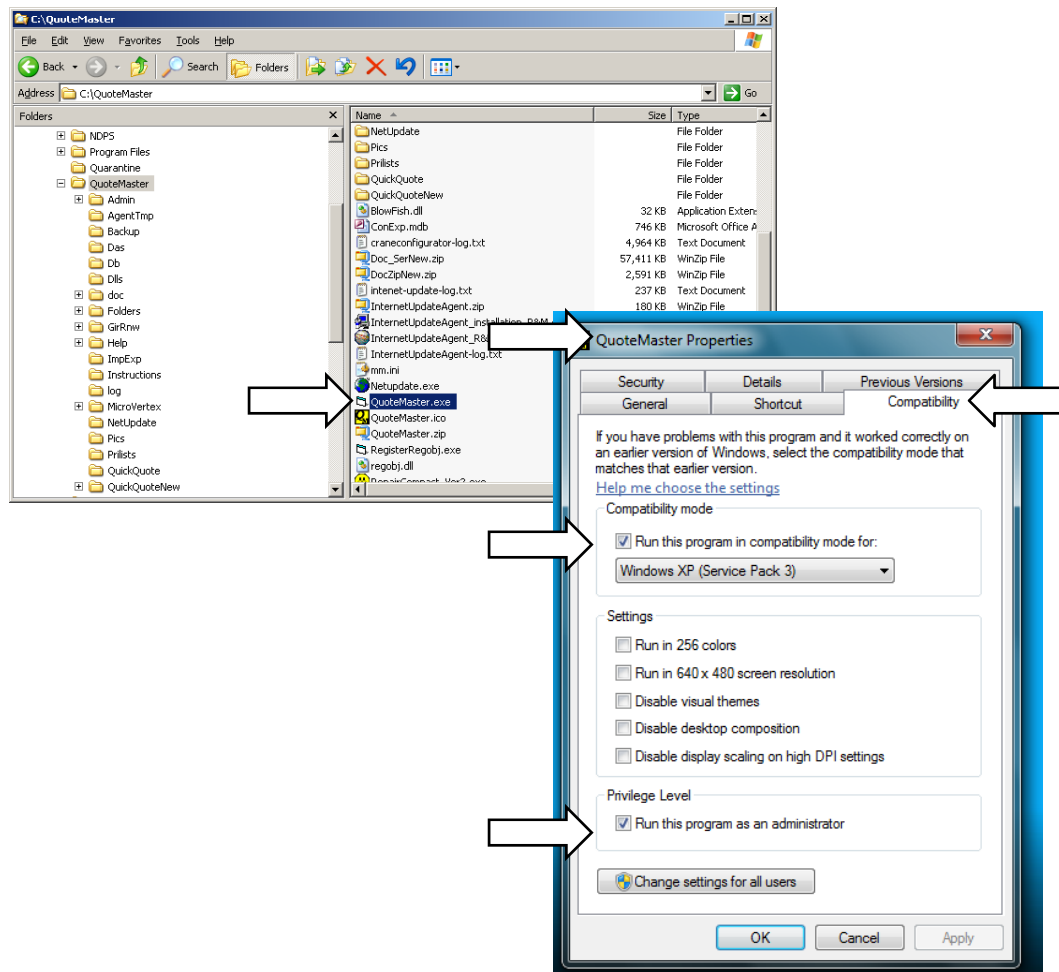 C:\QuoteMaster
File Edit View Favorites Tools Help
Back Search Folders
Address C:\QuoteMaster Go
Folders
NDPS
Program Files
Quarantine
QuoteMaster
Admin
AgentTmp
Backup
Das
Db
Dlls
doc
Folders
GirRnw
Help
ImpExp
Instructions
log
MicroVertex
NetUpdate
Pics
Prilists
QuickQuote
QuickQuoteNew
Name Size Type
NetUpdate File Folder
Pics File Folder
Prilists File Folder
QuickQuote File Folder
QuickQuoteNew File Folder
BlowFish.dll 32 KB Application Exten
ConExp.mdb 746 KB Microsoft Office A
craneconfigurator-log.txt 4,964 KB Text Document
Doc_SerNew.zip 57,411 KB WinZip File
DocZipNew.zip 2,591 KB WinZip File
intenet-update-log.txt 237 KB Text Document
InternetUpdateAgent.zip 180 KB WinZip File
InternetUpdateAgent_installation_R&M
InternetUpdateAgent_R&
InternetUpdateAgent-log.txt
mm.ini
Netupdate.exe
QuoteMaster.exe
QuoteMaster.ico
QuoteMaster.zip
RegisterRegobj.exe
regobj.dll
RepairCompact_Ver2.exe
QuoteMaster Properties
Security Details Previous Versions
General Shortcut Compatibility
If you have problems with this program and it worked correctly on
an earlier version of Windows, select the compatibility mode that
matches that earlier version.
Help me choose the settings
Compatibility mode
Run this program in compatibility mode for:
Windows XP (Service Pack 3)
Settings
Run in 256 colors
Run in 640 x 480 screen resolution
Disable visual themes
Disable desktop composition
Disable display scaling on high DPI settings
Privilege Level
Run this program as an administrator
Change settings for all users
OK Cancel Apply